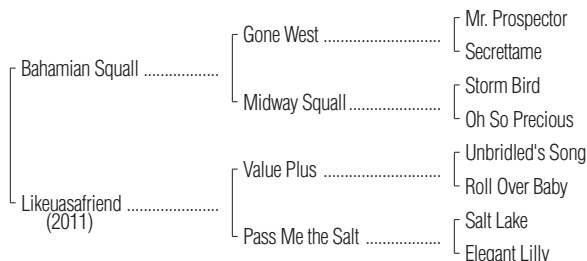 Mr. Prospector
Gone West ......................
Secrettame
Bahamian Squall ....................
Storm Bird
Midway Squall ..................
Oh So Precious
Unbridled's Song
Value Plus ........................
Roll Over Baby
Likeuasafriend ....................
(2011)
Salt Lake
Pass Me the Salt ................
Elegant Lilly